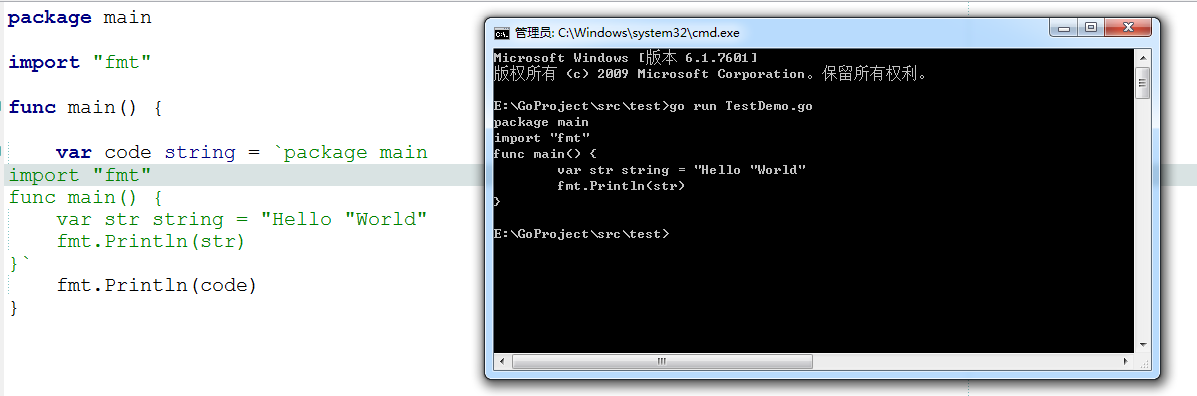 package main
import "fmt"
func main() {
    var code string = `package main
import "fmt"
func main() {
    var str string = "Hello "World"
    fmt.Println(str)
}`
    fmt.Println(code)
}
管理员: C:\Windows\system32\cmd.exe
Microsoft Windows [版本 6.1.7601]
版权所有 (c) 2009 Microsoft Corporation。保留所有权利。
E:\GoProject\src\test>go run TestDemo.go
package main
import "fmt"
func main() {
        var str string = "Hello "World"
        fmt.Println(str)
}
E:\GoProject\src\test>